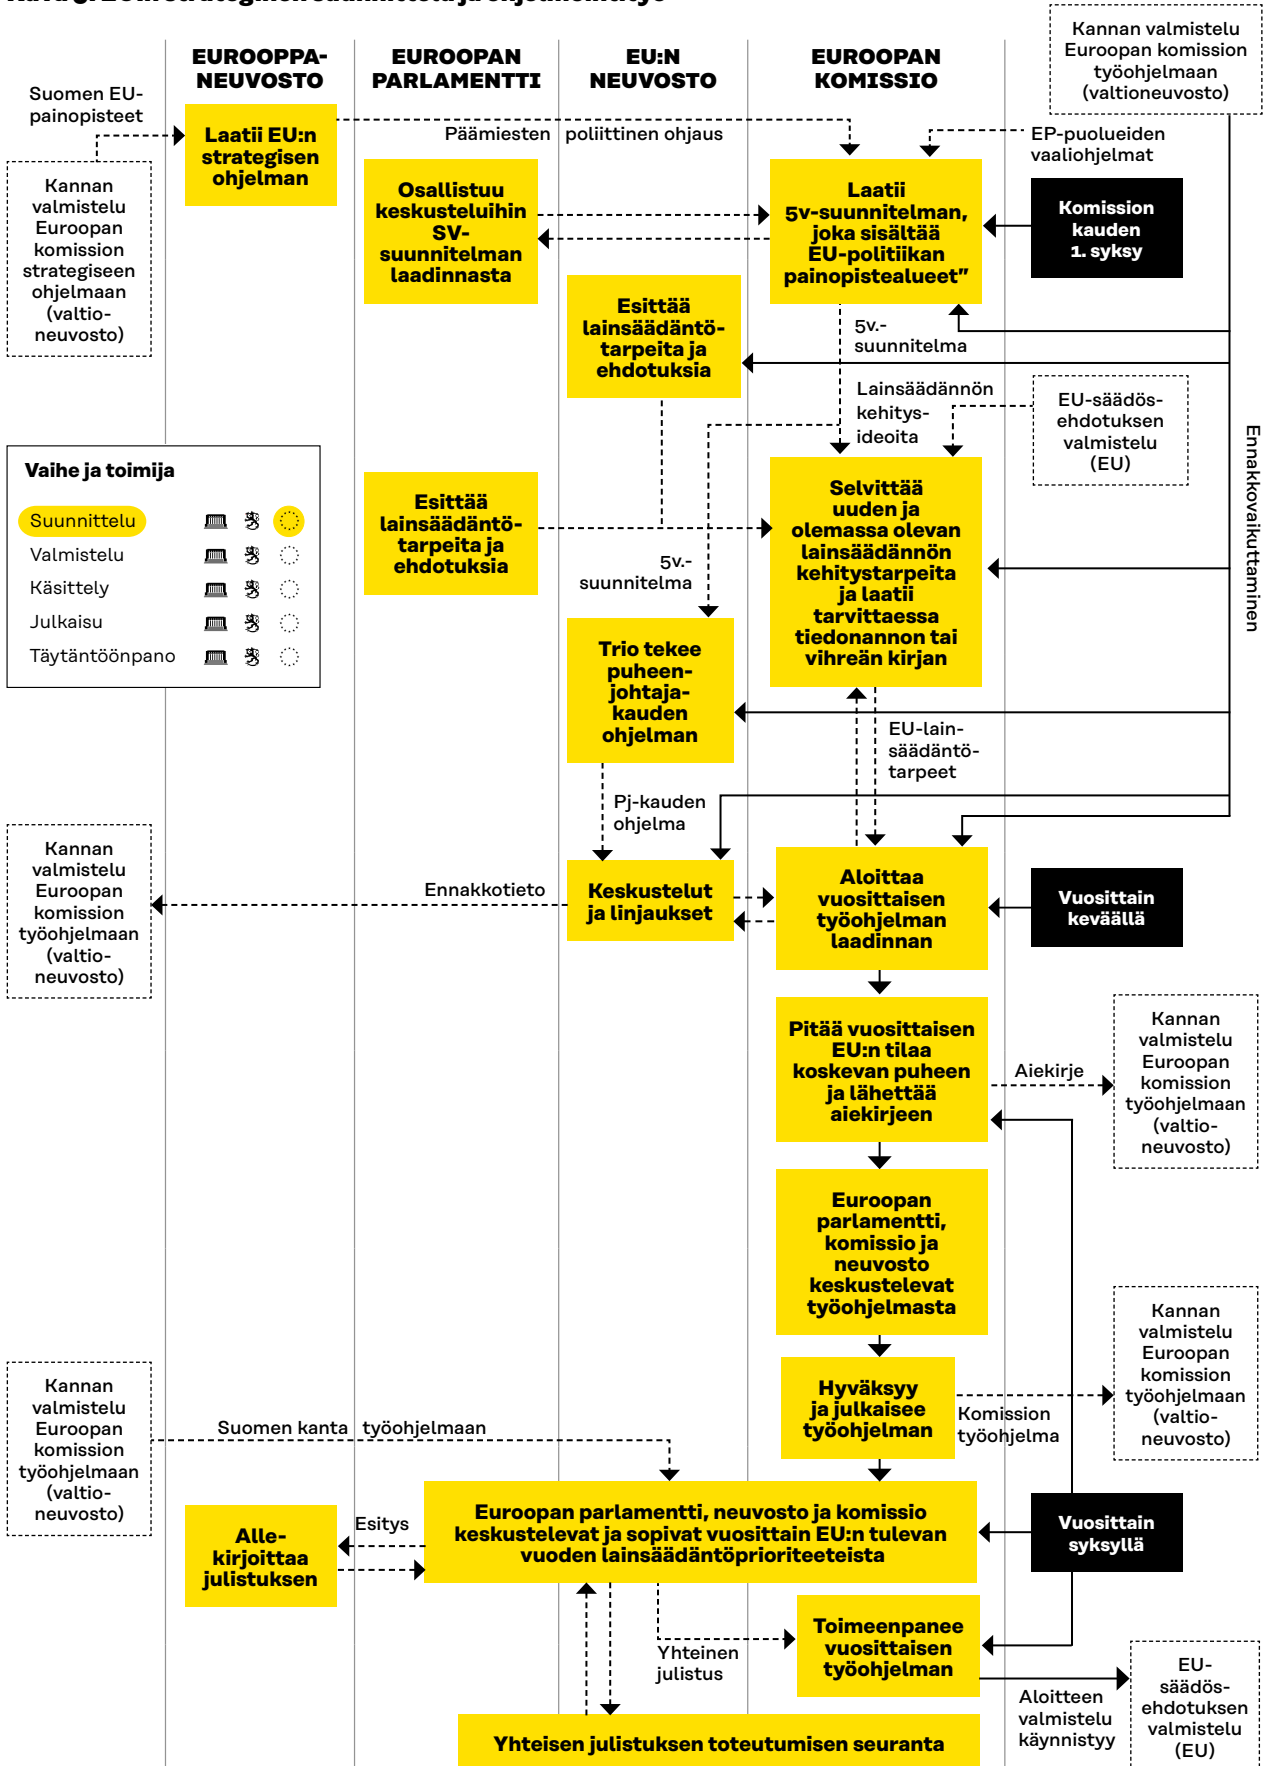 EUROOPPA-
NEUVOSTO
EUROOPAN
PARLAMENTTI
EU:N
NEUVOSTO
EUROOPAN
KOMISSIO
Kannan valmistelu
Euroopan komission
työohjelmaan
(valtioneuvosto)
Suomen EU-
painopisteet
Laatii EU:n
strategisen
ohjelman
Päämiesten poliittinen ohjaus
EP-puolueiden
vaaliohjelmat
Kannan
valmistelu
Euroopan
komission
strategiseen
ohjelmaan
(valtio-
neuvosto)
Osallistuu
keskusteluihin
SV-
suunnitelman
laadinnasta
Laatii
5v-suunnitelman,
joka sisältää
EU-politiikan
painopistealueet”
Komission
kauden
1. syksy
Esittää
lainsäädäntö-
tarpeita ja
ehdotuksia
5v.-
suunnitelma
Lainsäädännön
kehitys-
ideoita
EU-säädös-
ehdotuksen
valmistelu
(EU)
Ennakkovaikuttaminen
Vaihe ja toimija
Suunnittelu
Valmistelu
Käsittely
Julkaisu
Täytäntöönpano
Esittää
lainsäädäntö-
tarpeita ja
ehdotuksia
5v.-
suunnitelma
Selvittää
uuden ja
olemassa olevan
lainsäädännön
kehitystarpeita
ja laatii
tarvittaessa
tiedonannon tai
vihreän kirjan
Trio tekee
puheen-
johtaja-
kauden
ohjelman
EU-lain-
säädäntö-
tarpeet
Pj-kauden
ohjelma
Kannan
valmistelu
Euroopan
komission
työohjelmaan
(valtio-
neuvosto)
Ennakkotieto
Keskustelut
ja linjaukset
Aloittaa
vuosittaisen
työohjelman
laadinnan
Vuosittain
keväällä
Pitää vuosittaisen
EU:n tilaa
koskevan puheen
ja lähettää
aiekirjeen
Aiekirje
Kannan
valmistelu
Euroopan
komission
työohjelmaan
(valtio-
neuvosto)
Euroopan
parlamentti,
komissio ja
neuvosto
keskustelevat
työohjelmasta
Kannan
valmistelu
Euroopan
komission
työohjelmaan
(valtio-
neuvosto)
Hyväksyy
ja julkaisee
työohjelman
Komission
työohjelma
Kannan
valmistelu
Euroopan
komission
työohjelmaan
(valtio-
neuvosto)
Suomen kanta työohjelmaan
Alle-
kirjoittaa
julistuksen
Esitys
Euroopan parlamentti, neuvosto ja komissio
keskustelevat ja sopivat vuosittain EU:n tulevan
vuoden lainsäädäntöprioriteeteista
Vuosittain
syksyllä
Yhteinen
julistus
Toimeenpanee
vuosittaisen
työohjelman
Aloitteen
valmistelu
käynnistyy
EU-
säädös-
ehdotuksen
valmistelu
(EU)
Yhteisen julistuksen toteutumisen seuranta